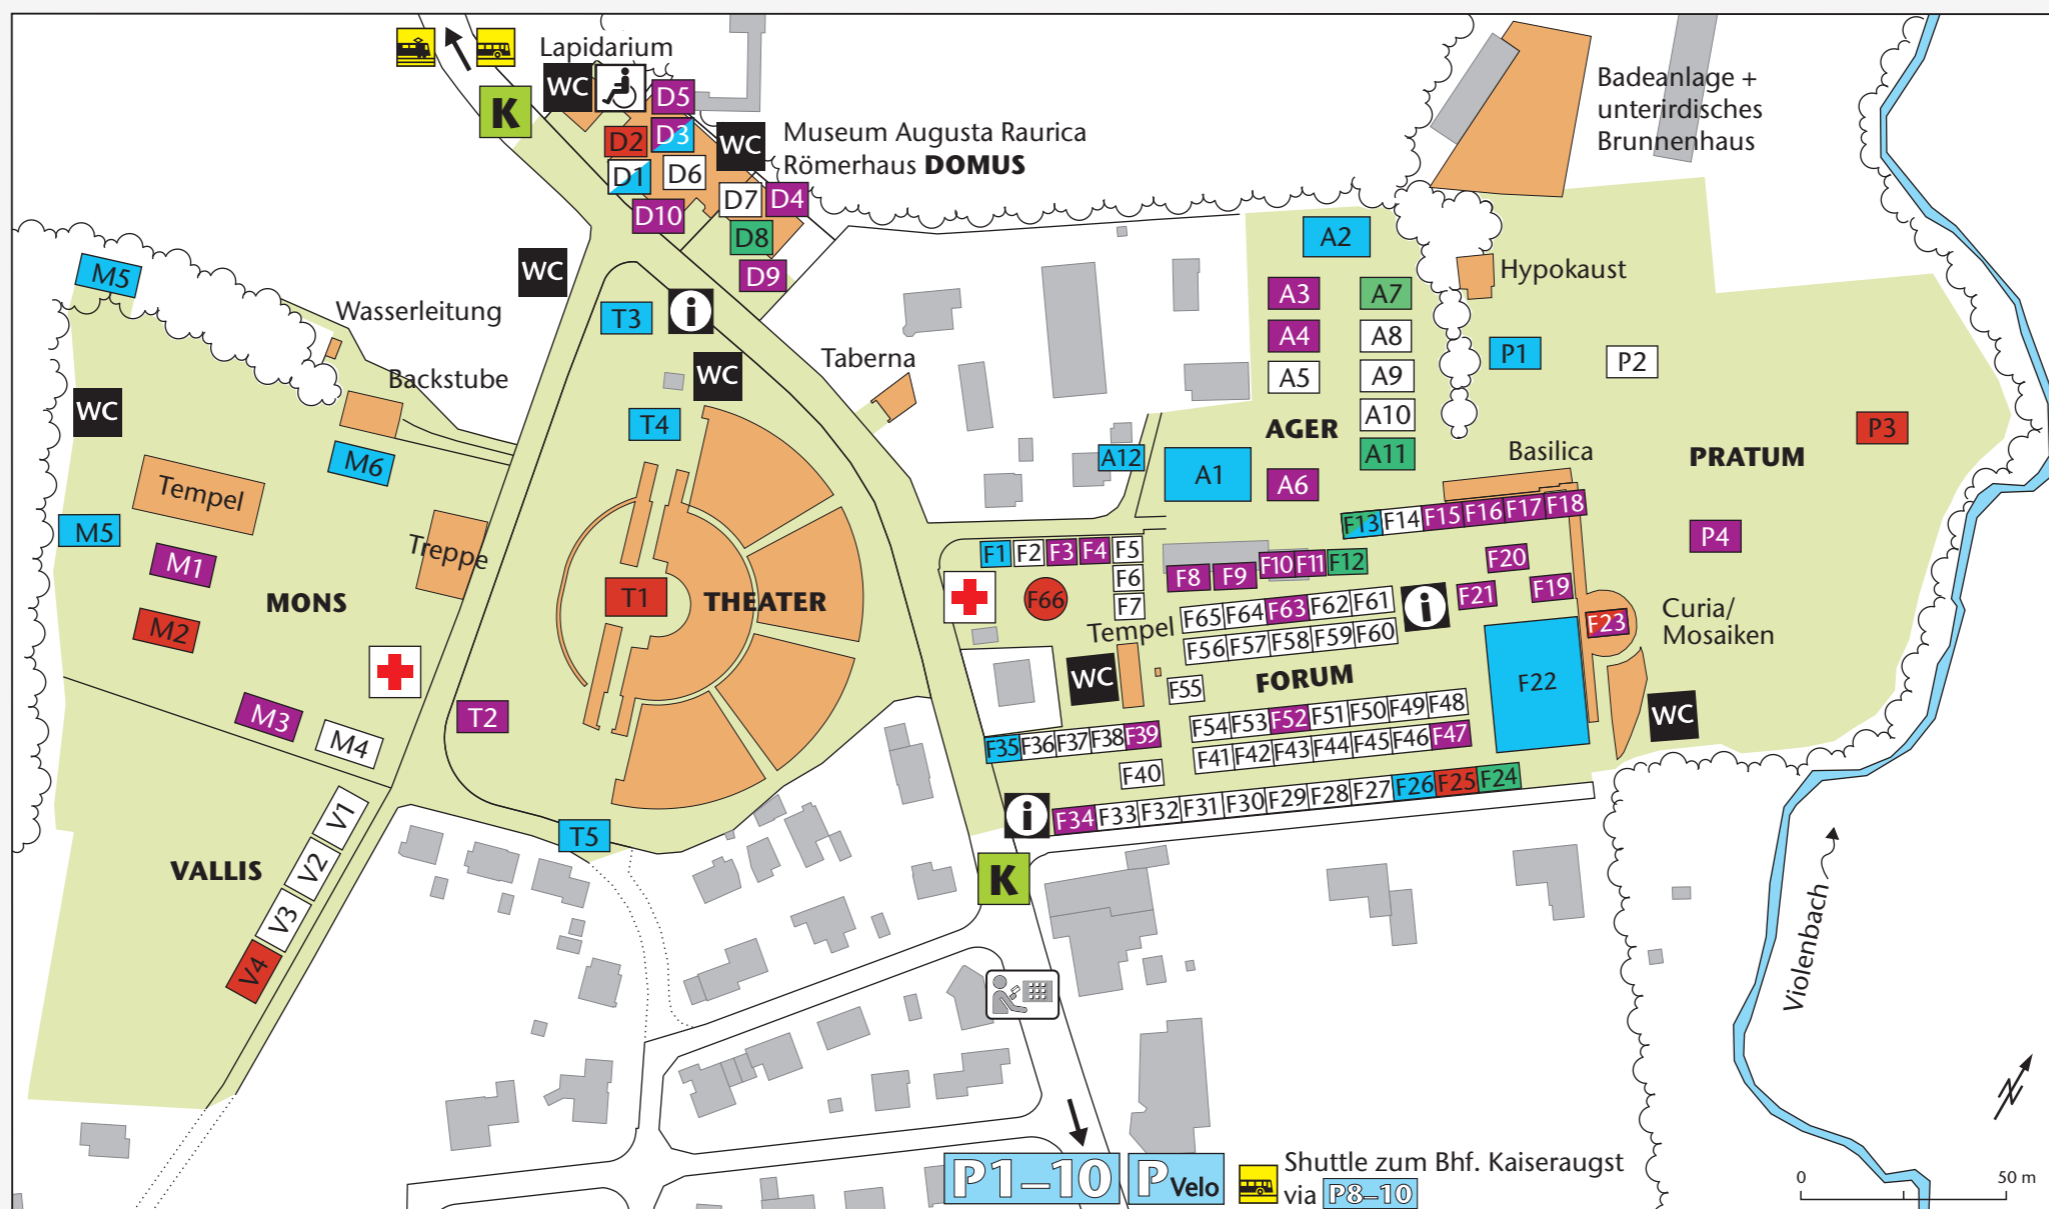 Lapidarium
WC
D5
K
D2
D3
WC
Museum Augusta Raurica
Römerhaus DOMUS
D1
D6
D7
D4
D10
D8
D9
Badeanlage +
unterirdisches
Brunnenhaus
WC
M5
Wasserleitung
Backstube
WC
M6
Tempel
M5
M1
M2
MONS
Treppe
M3
M4
V1
V2
V3
V4
VALLIS
T3
i
WC
T4
T1
THEATER
T2
T5
Taberna
A2
A3
A7
A4
A8
A5
A9
A10
AGER
A11
A12
A1
A6
Hypokaust
P1
P2
P3
PRATUM
P4
Basilica
F13 F14 F15 F16 F17 F18
F1 F2 F3 F4 F5
F6
F7
F66
F8 F9 F10 F11 F12
F20
F21
F19
F65 F64 F63 F62 F61
i
F56 F57 F58 F59 F60
Tempel
WC
F55
FORUM
F22
F23
Curia/
Mosaiken
WC
F54 F53 F52 F51 F50 F49 F48
F35 F36 F37 F38 F39
F41 F42 F43 F44 F45 F46 F47
F40
i
F34 F33 F32 F31 F30 F29 F28 F27 F26 F25 F24
K
Violenbach
P1–10
P Velo
Shuttle zum Bhf. Kaiseraugst
via P8–10
N
0 50 m